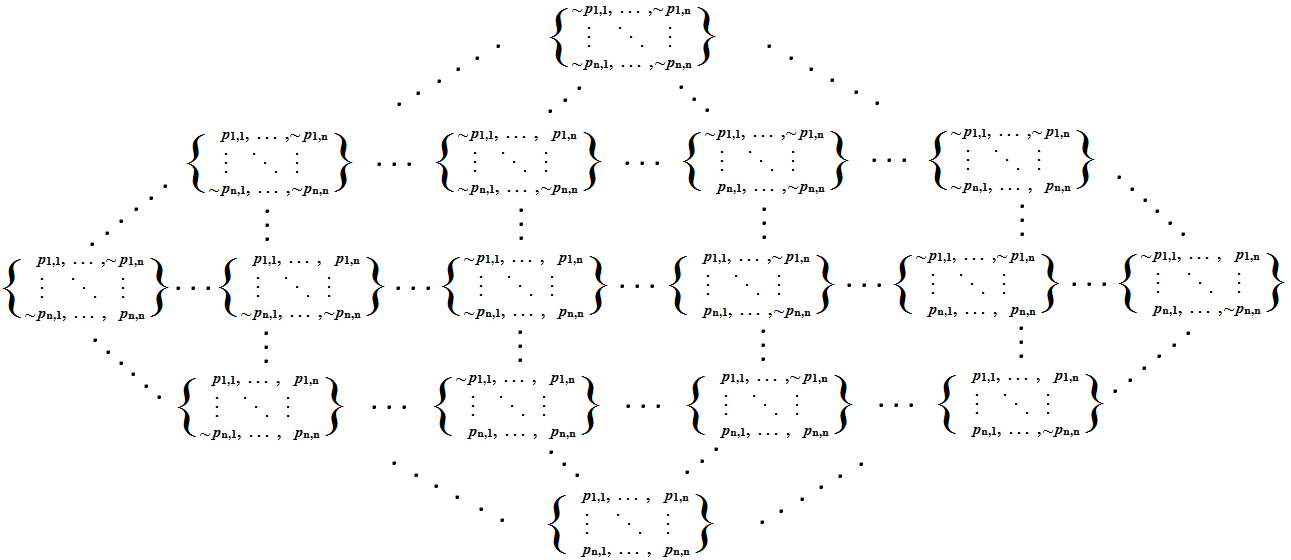 ~p1,1, … ,~p1,n
~pn,1, … ,~pn,n
p1,1, … ,~p1,n
~pn,1, … ,~pn,n
~p1,1, … , p1,n
~pn,1, … ,~pn,n
~p1,1, … ,~p1,n
pn,1, … ,~pn,n
~p1,1, … ,~p1,n
~pn,1, … , pn,n
p1,1, … ,~p1,n
~pn,1, … , pn,n
p1,1, … , p1,n
~pn,1, … ,~pn,n
~p1,1, … , p1,n
~pn,1, … , pn,n
p1,1, … ,~p1,n
pn,1, … ,~pn,n
~p1,1, … ,~p1,n
pn,1, … , pn,n
~p1,1, … , p1,n
pn,1, … ,~pn,n
p1,1, … , p1,n
~pn,1, … , pn,n
~p1,1, … , p1,n
pn,1, … , pn,n
p1,1, … ,~p1,n
pn,1, … , pn,n
p1,1, … , p1,n
pn,1, … ,~pn,n
p1,1, … , p1,n
pn,1, … , pn,n